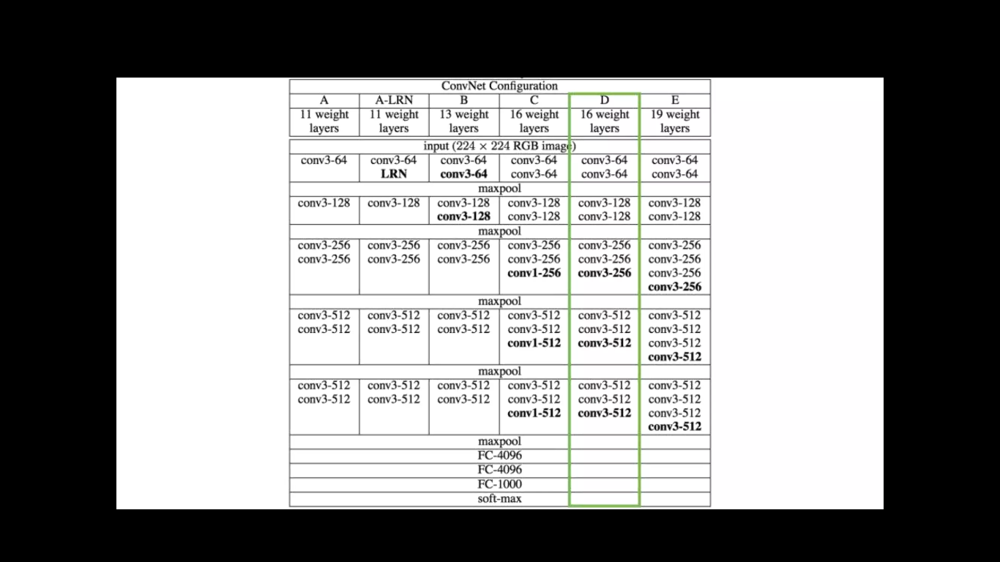 ConvNet Configuration
A A-LRN B C D E
11 weight 11 weight 13 weight 16 weight 16 weight 19 weight
layers layers layers layers layers layers
input (224 × 224 RGB image)
conv3-64 conv3-64 conv3-64 conv3-64 conv3-64 conv3-64
LRN conv3-64 conv3-64 conv3-64 conv3-64
maxpool
conv3-128 conv3-128 conv3-128 conv3-128 conv3-128 conv3-128
conv3-128 conv3-128 conv3-128 conv3-128
maxpool
conv3-256 conv3-256 conv3-256 conv3-256 conv3-256 conv3-256
conv3-256 conv3-256 conv3-256 conv3-256 conv3-256 conv3-256
conv1-256 conv3-256 conv3-256
conv3-256
maxpool
conv3-512 conv3-512 conv3-512 conv3-512 conv3-512 conv3-512
conv3-512 conv3-512 conv3-512 conv3-512 conv3-512 conv3-512
conv1-512 conv3-512 conv3-512
conv3-512
maxpool
conv3-512 conv3-512 conv3-512 conv3-512 conv3-512 conv3-512
conv3-512 conv3-512 conv3-512 conv3-512 conv3-512 conv3-512
conv1-512 conv3-512 conv3-512
conv3-512
maxpool
FC-4096
FC-4096
FC-1000
soft-max